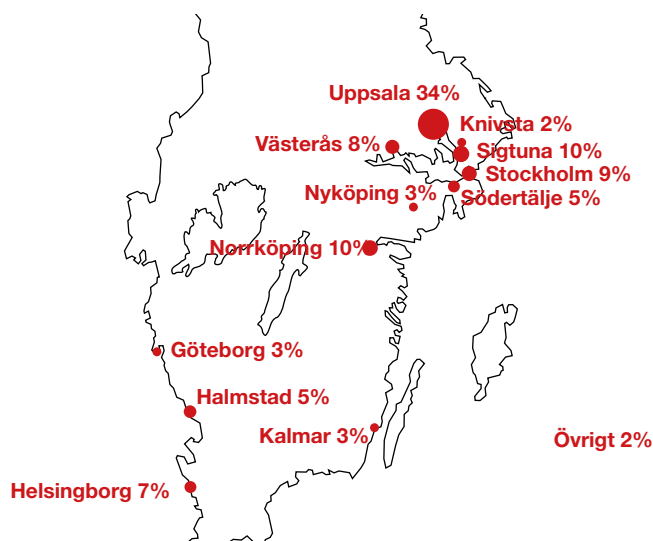 Uppsala 34%
Knivsta 2%
Västerås 8%
Sigtuna 10%
Stockholm 9%
Nyköping 3%
Södertälje 5%
Norrköping 10%
Göteborg 3%
Halmstad 5%
Kalmar 3%
Övrigt 2%
Helsingborg 7%